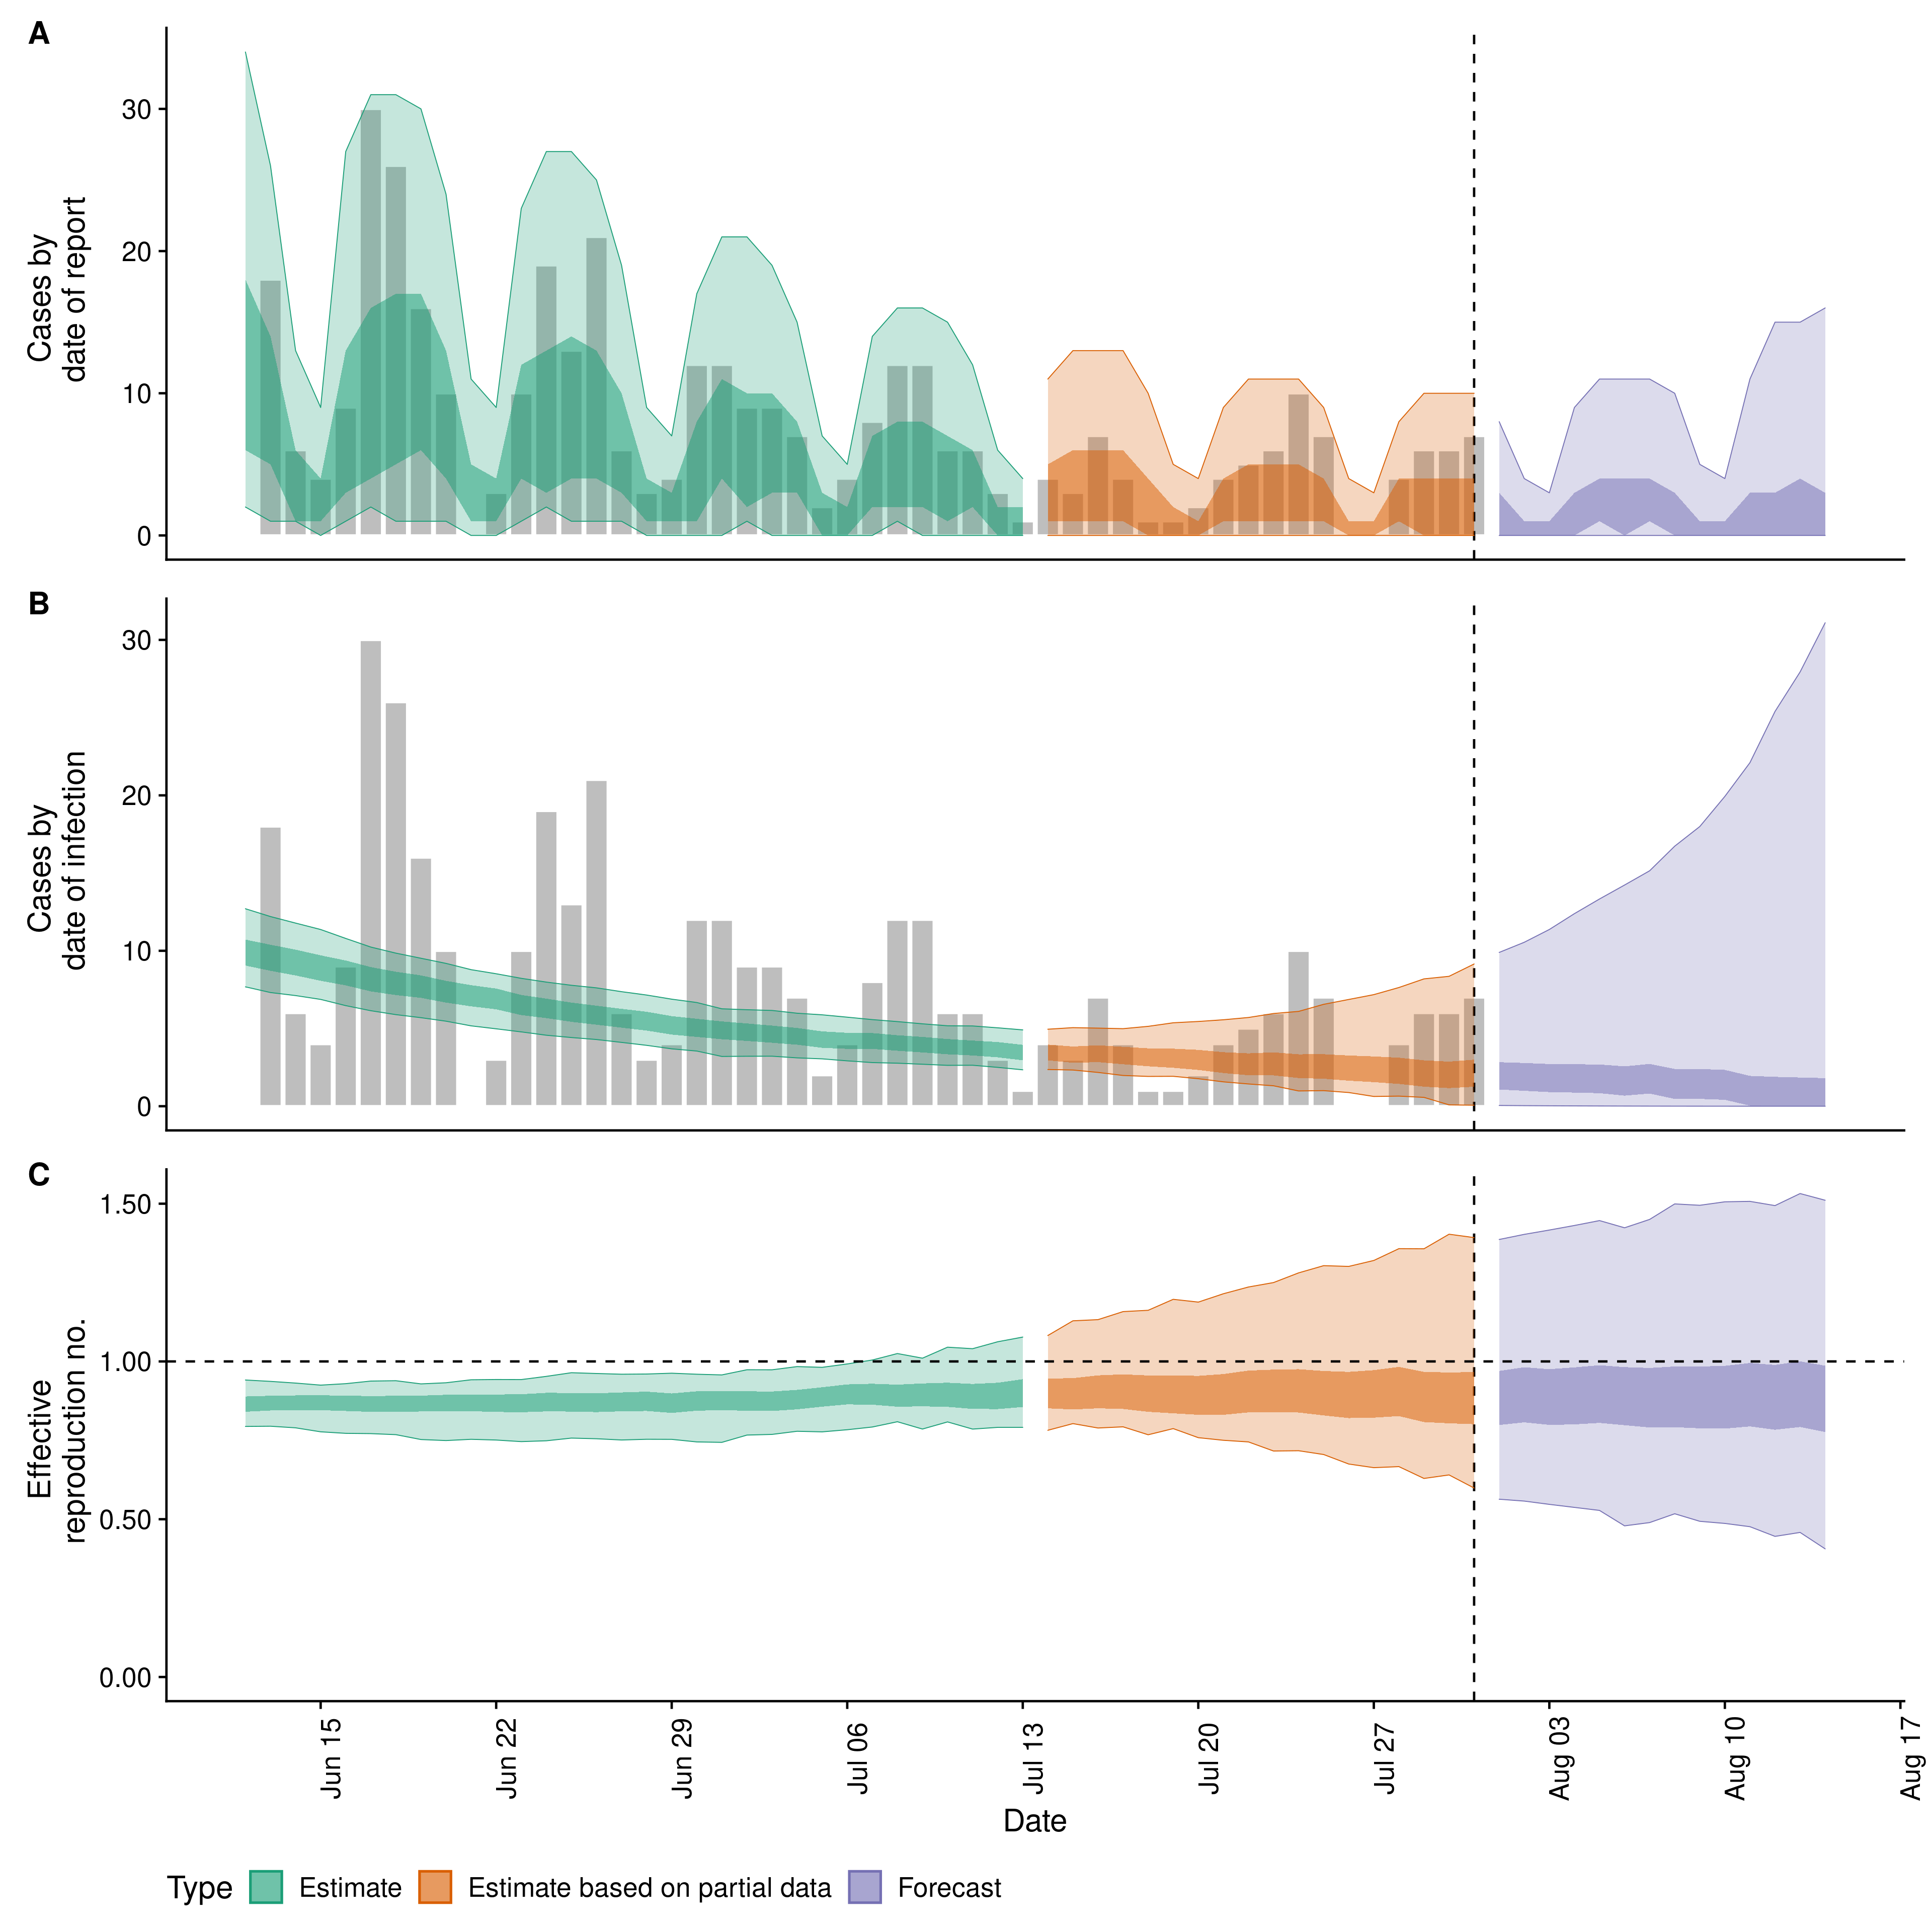 A
30
20
10
0
Cases by
date of report
B
30
20
10
0
Cases by
date of infection
C
1.50
1.00
0.50
0.00
Effective
reproduction no.
Jun 15
Jun 22
Jun 29
Jul 06
Jul 13
Jul 20
Jul 27
Aug 03
Aug 10
Aug 17
Date
Type Estimate Estimate based on partial data Forecast